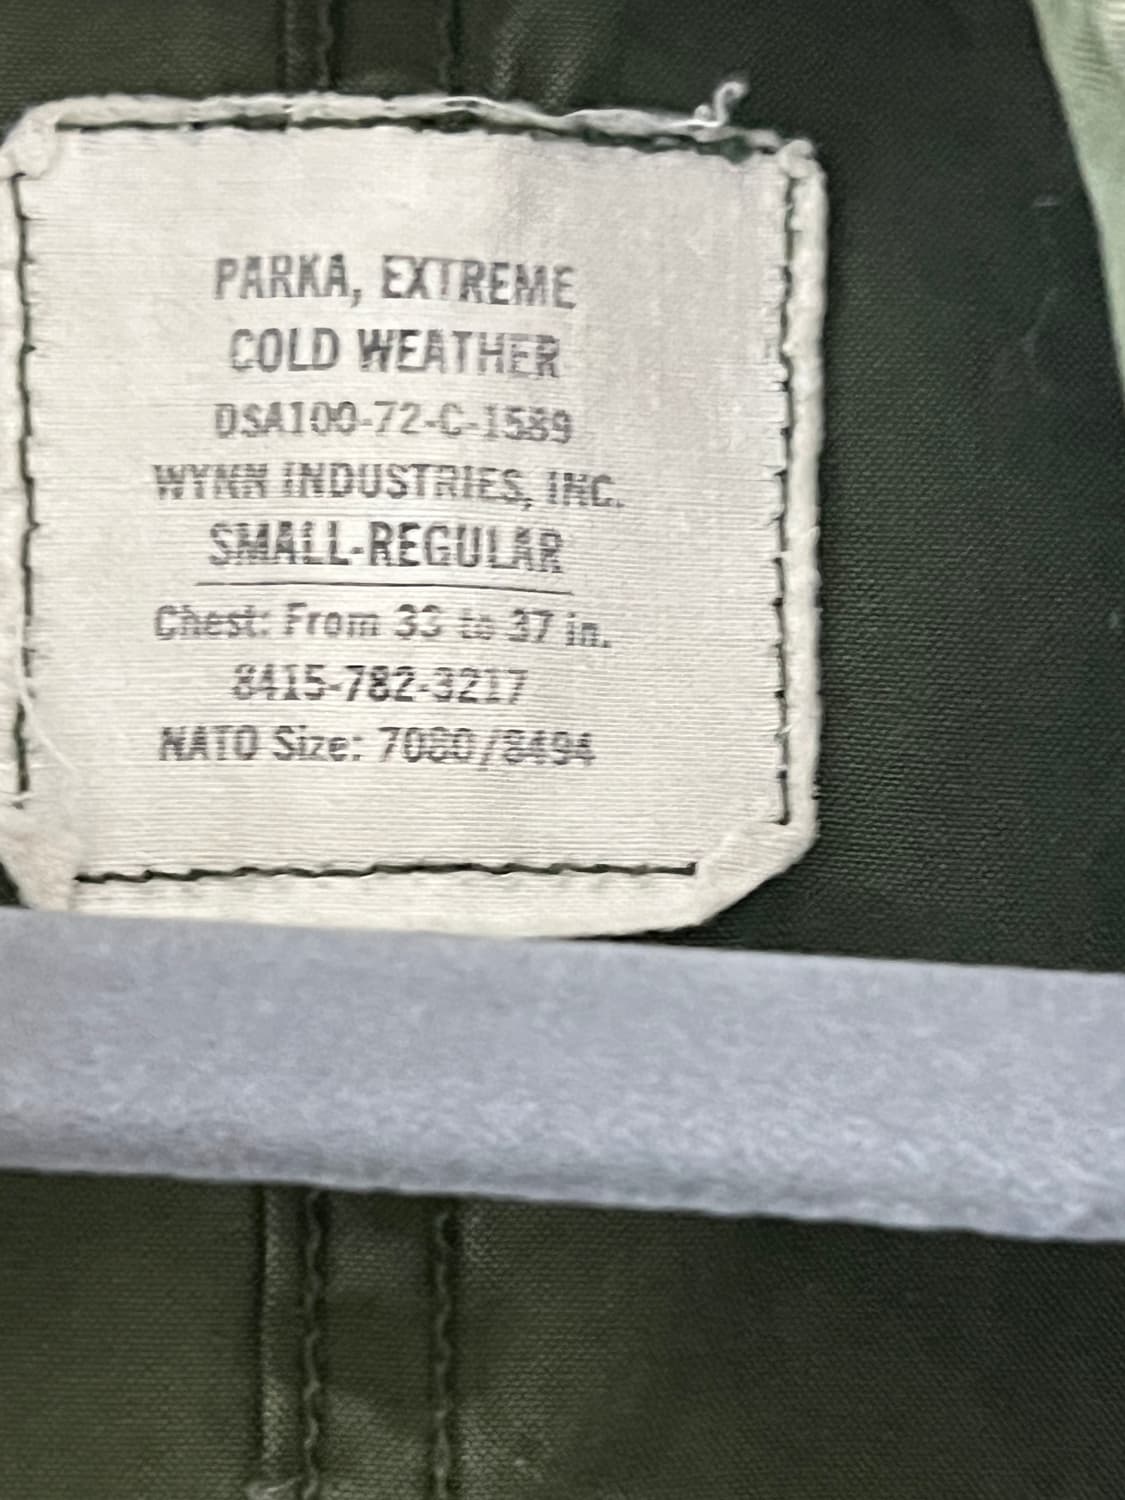 PARKA, EXTREME
COLD WEATHER
DSA100-72-C-1589
WYNN INDUSTRIES, INC.
SMALL-REGULAR
Chest: From 33 to 37 in.
8415-782-3217
NATO Size: 7080/8494